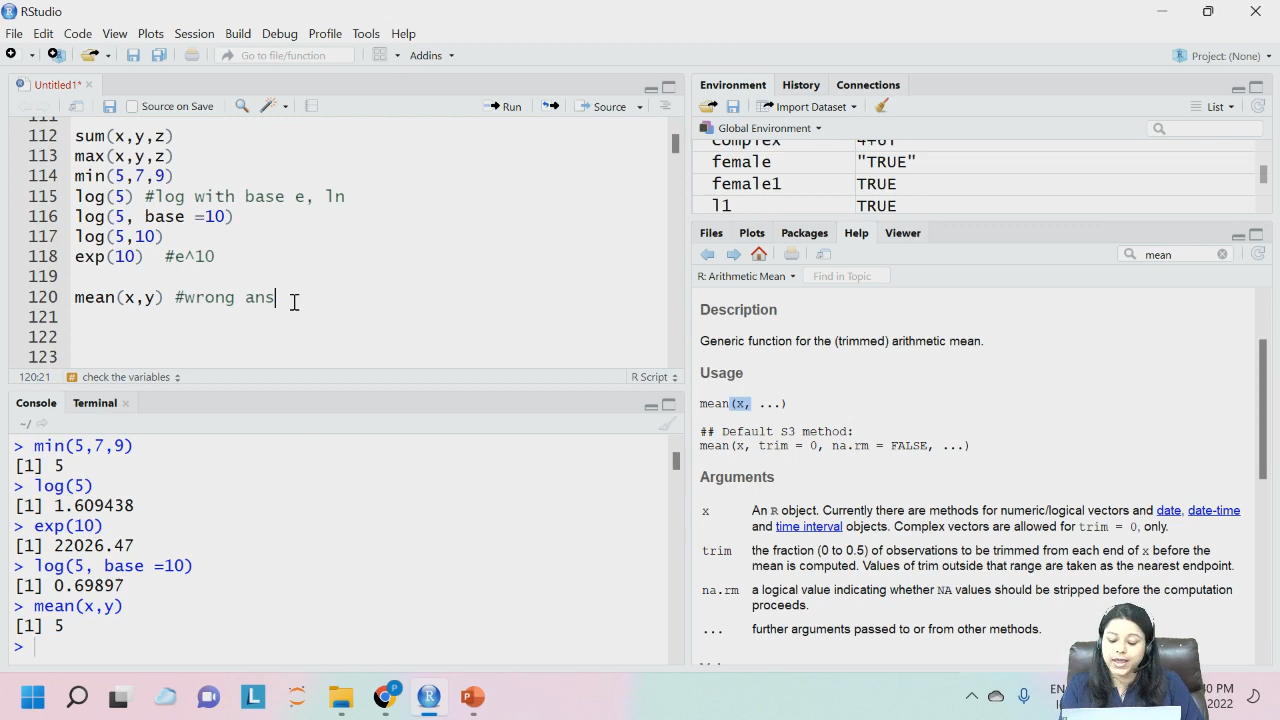 RStudio
File Edit Code View Plots Session Build Debug Profile Tools Help
Go to file/function
Addins
Project: (None)
Untitled1*
Source on Save
Run
Source
112 sum(x,y,z)
113 max(x,y,z)
114 min(5,7,9)
115 log(5) #log with base e, ln
116 log(5, base =10)
117 log(5,10)
118 exp(10) #e^10
119
120 mean(x,y) #wrong ans
121
122
123
120:21 # check the variables
R Script
Console Terminal
~/
> min(5,7,9)
[1] 5
> log(5)
[1] 1.609438
> exp(10)
[1] 22026.47
> log(5, base =10)
[1] 0.69897
> mean(x,y)
[1] 5
>
Environment History Connections
Import Dataset
List
Global Environment
complex 4+6i
female "TRUE"
female1 TRUE
l1 TRUE
Files Plots Packages Help Viewer
mean
R: Arithmetic Mean
Find in Topic
Description
Generic function for the (trimmed) arithmetic mean.
Usage
mean(x, ...)
## Default S3 method:
mean(x, trim = 0, na.rm = FALSE, ...)
Arguments
x An R object. Currently there are methods for numeric/logical vectors and date, date-time
and time interval objects. Complex vectors are allowed for trim = 0, only.
trim the fraction (0 to 0.5) of observations to be trimmed from each end of x before the
mean is computed. Values of trim outside that range are taken as the nearest endpoint.
na.rm a logical value indicating whether NA values should be stripped before the computation
proceeds.
... further arguments passed to or from other methods.